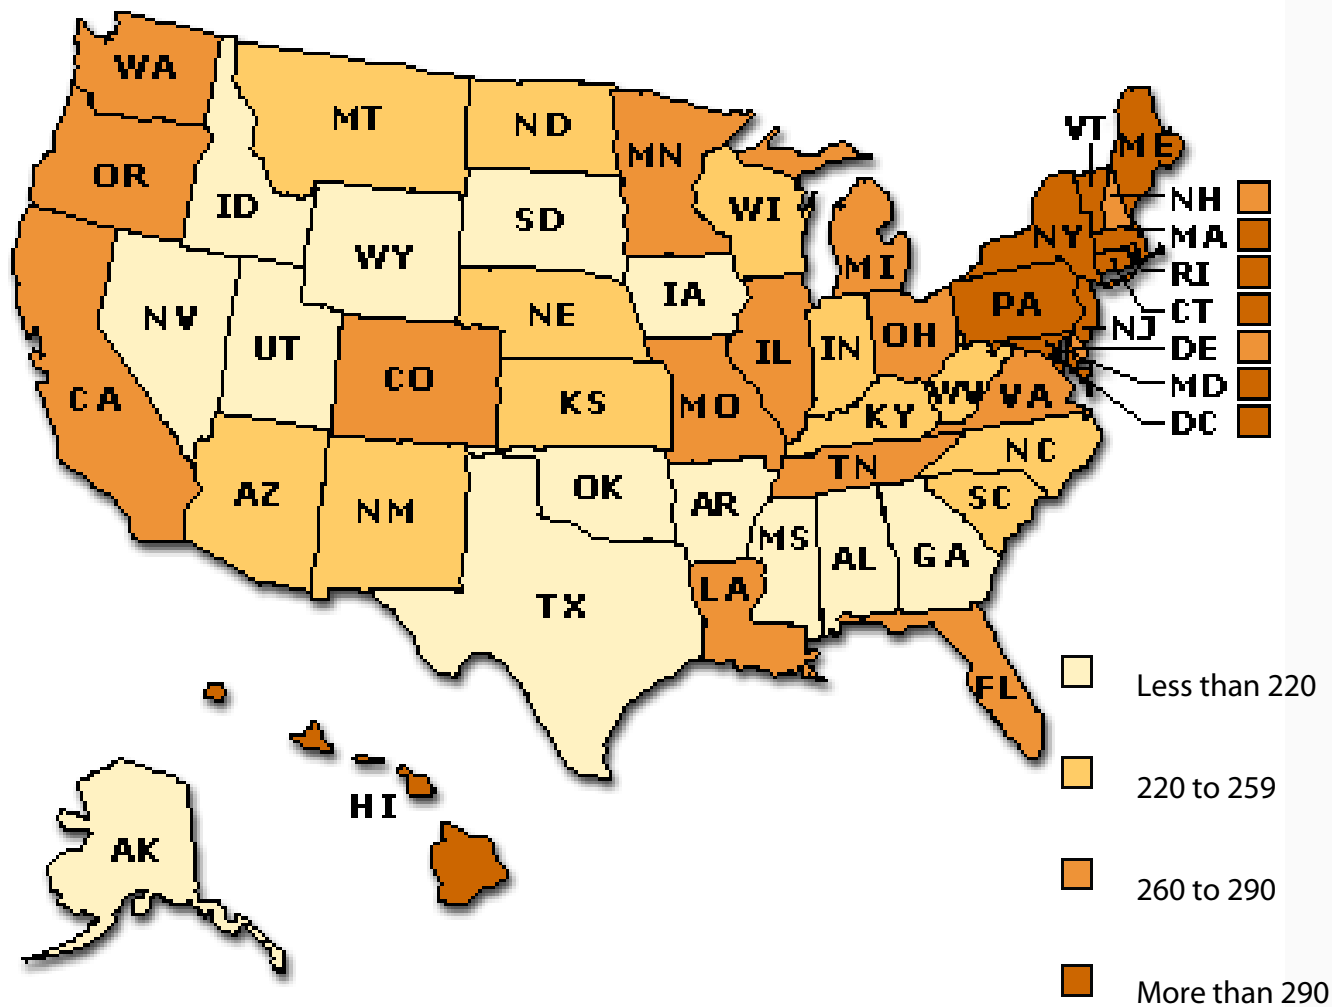 WA
MT
ND
MN
VT
ME
OR
ID
SD
WI
NH
WY
MI
NY
MA
RI
IA
NE
PA
CT
NV
UT
IL
IN
OH
NJ
DE
CO
CA
KS
MO
KY
WV
VA
MD
DC
TN
NC
AZ
NM
OK
AR
SC
MS
AL
GA
TX
LA
FL
HI
AK
Less than 220
220 to 259
260 to 290
More than 290